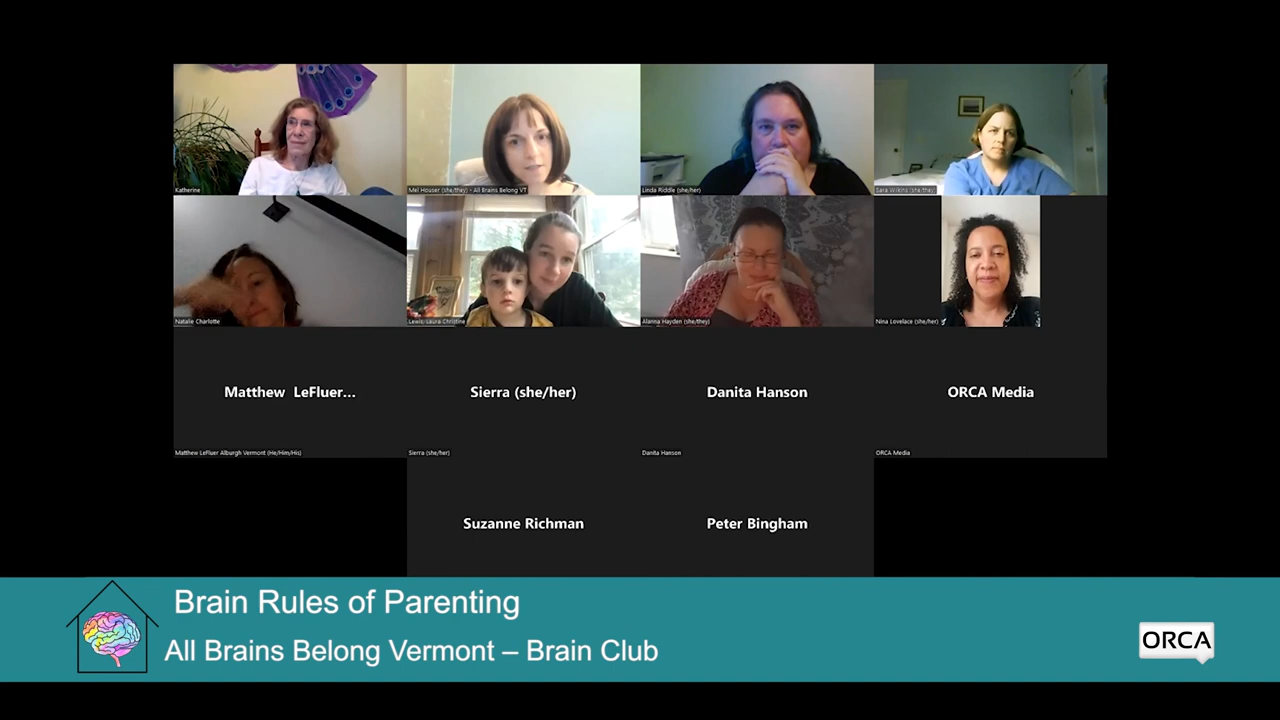 Katherine
Mel Houser (she/they) - All Brains Belong VT
Linda Riddle (she/her)
Sara Wilkins (she they)
Natalie Charlotte
Lewis, Laura Christine
Alanna Hayden (she/they)
Nina Lovelace (she/her)
Matthew LeFluer...
Sierra (she/her)
Danita Hanson
ORCA Media
Matthew LeFluer Alburgh Vermont (He/Him/His)
Sierra (she/her)
Danita Hanson
ORCA Media
Suzanne Richman
Peter Bingham
Brain Rules of Parenting
All Brains Belong Vermont – Brain Club
ORCA